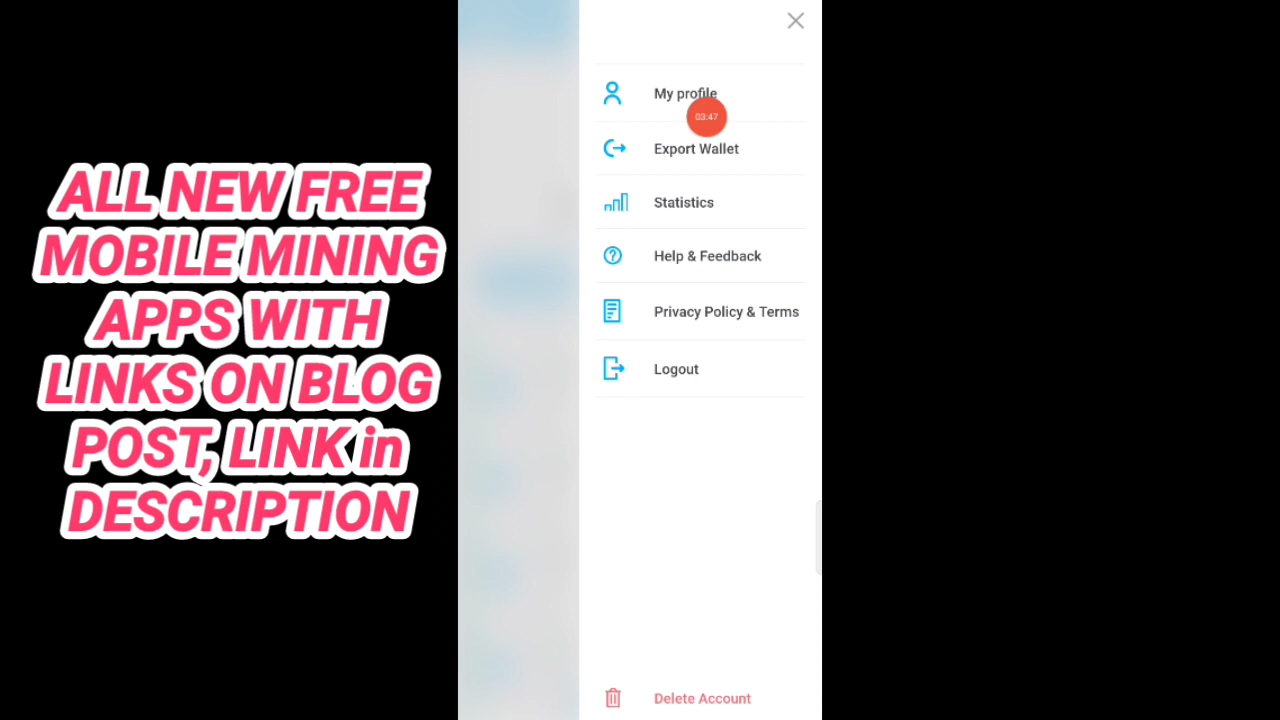 ALL NEW FREE
MOBILE MINING
APPS WITH
LINKS ON BLOG
POST, LINK in
DESCRIPTION
My profile
03:47
Export Wallet
Statistics
Help & Feedback
Privacy Policy & Terms
Logout
Delete Account